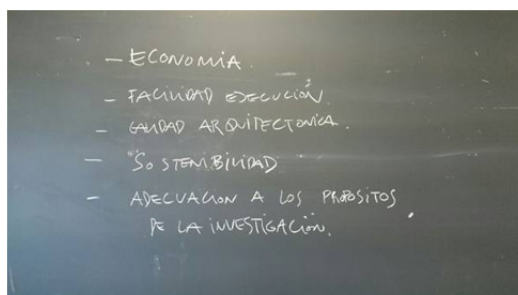 - ECONOMIA.
- FACILIDAD EJECUCIÓN.
- CALIDAD ARQUITECTONICA.
- SOSTENIBILIDAD
- ADECUACION A LOS PROPOSITOS
DE LA INVESTIGACIÓN.